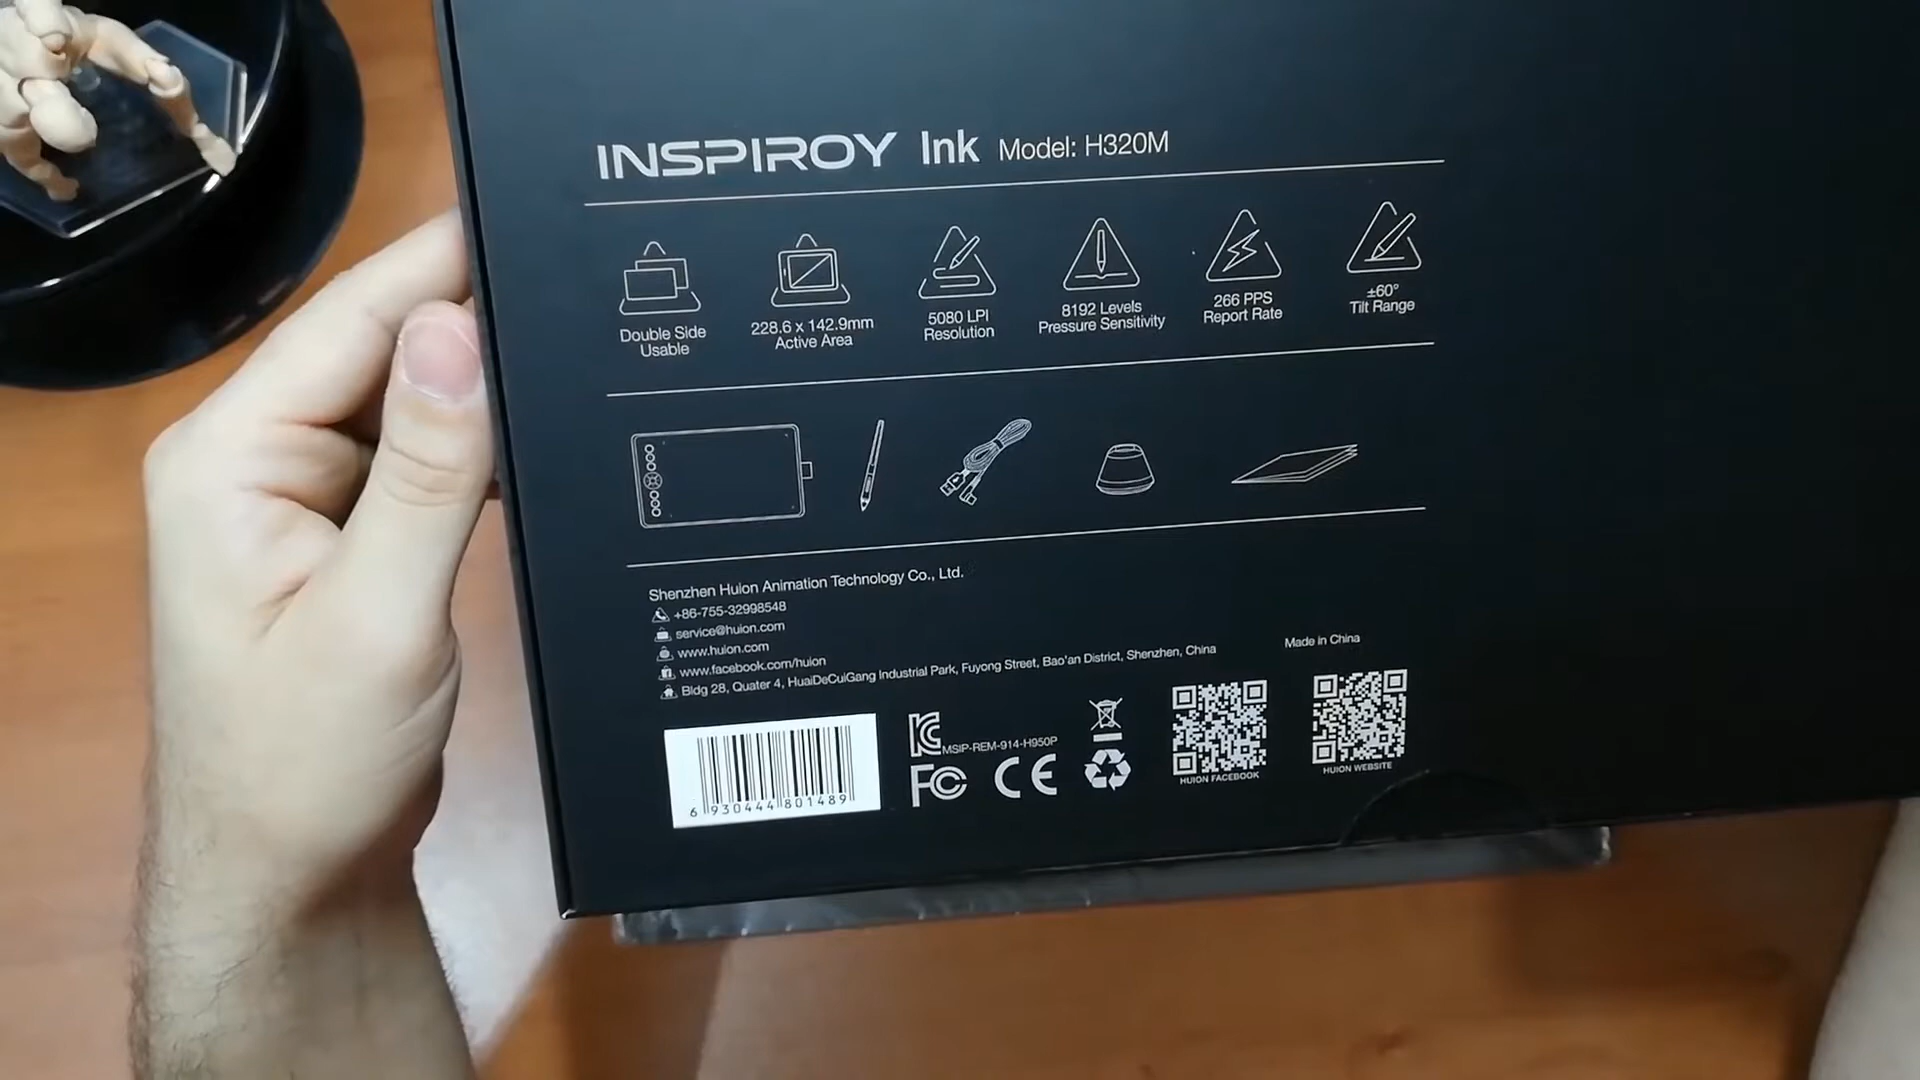 INSPIROY Ink Model: H320M
Double Side
Usable
228.6 x 142.9mm
Active Area
5080 LPI
Resolution
8192 Levels
Pressure Sensitivity
266 PPS
Report Rate
±60°
Tilt Range
Shenzhen Huion Animation Technology Co., Ltd.
+86-755-32998548
service@huion.com
www.huion.com
www.facebook.com/huion
Bldg 28, Quater 4, HuaiDeCuiGang Industrial Park, Fuyong Street, Bao'an District, Shenzhen, China
Made in China
6 930444 801489
MSIP-REM-914-H950P
FC CE
HUION FACEBOOK
HUION WEBSITE